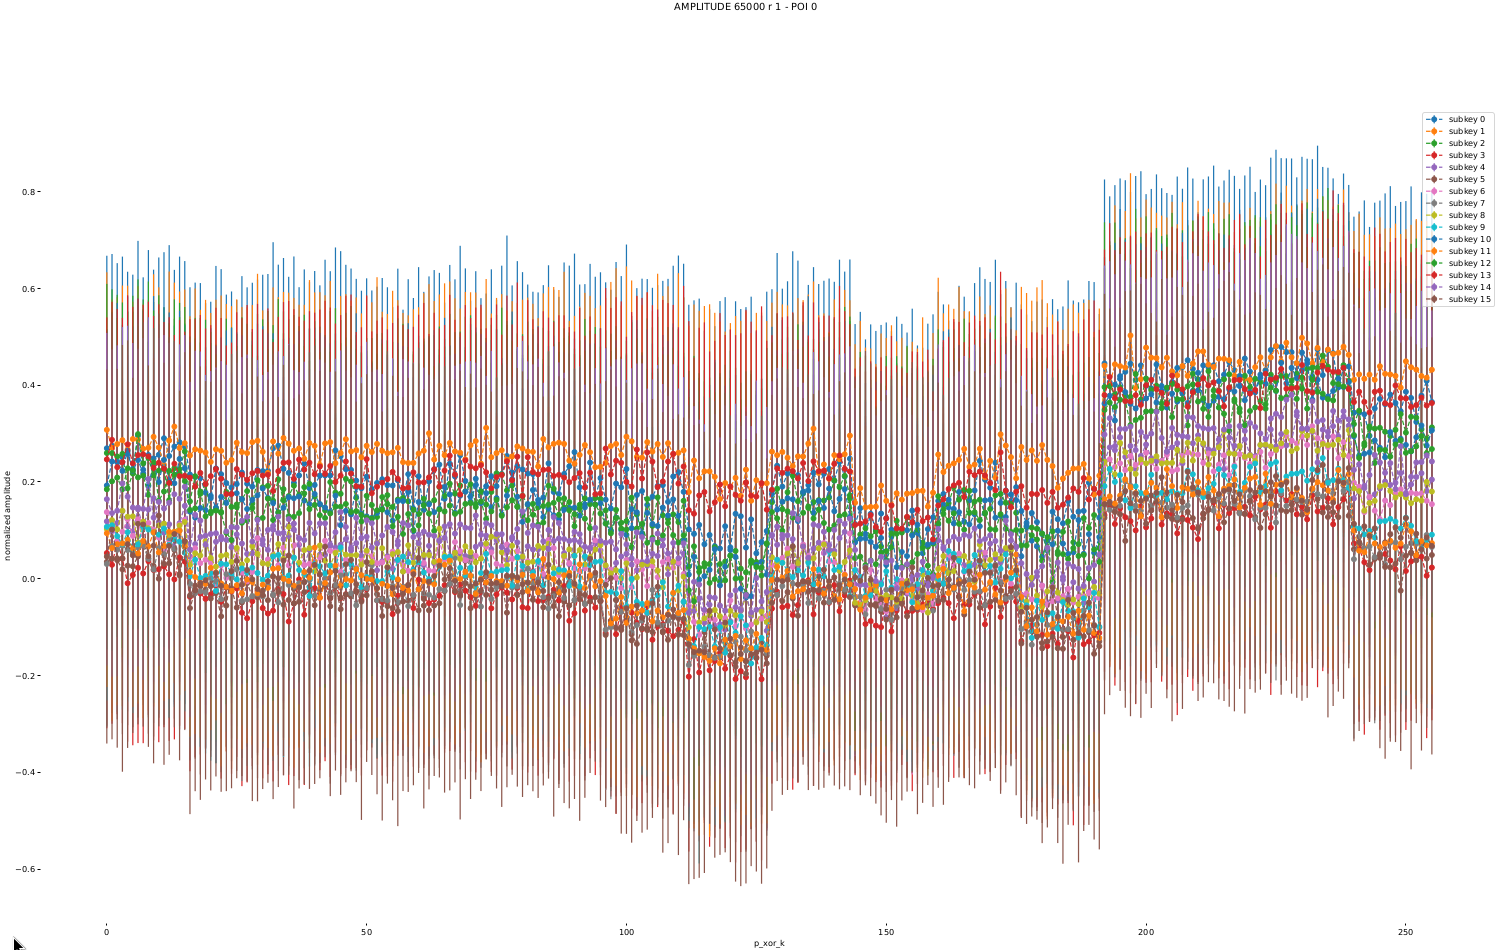 AMPLITUDE 65000 r 1 - POI 0
subkey 0
subkey 1
subkey 2
subkey 3
subkey 4
subkey 5
subkey 6
subkey 7
subkey 8
subkey 9
subkey 10
subkey 11
subkey 12
subkey 13
subkey 14
subkey 15
normalized amplitude
0.8
0.6
0.4
0.2
0.0
−0.2
−0.4
−0.6
0
50
100
150
200
250
p_xor_k